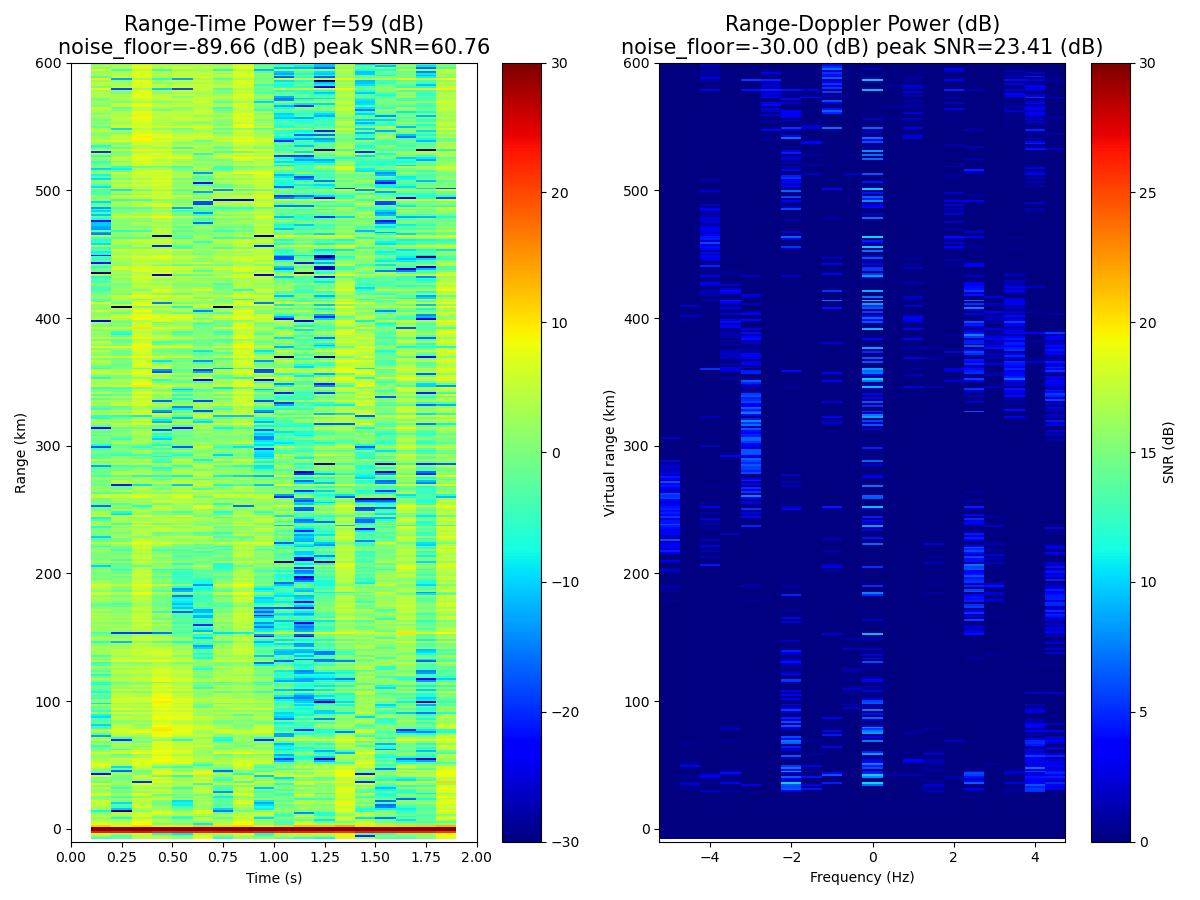 Range-Time Power f=59 (dB)
noise_floor=-89.66 (dB) peak SNR=60.76
Range (km)
600
500
400
300
200
100
0
0.00 0.25 0.50 0.75 1.00 1.25 1.50 1.75 2.00
Time (s)
30
20
10
0
−10
−20
−30
Range-Doppler Power (dB)
noise_floor=-30.00 (dB) peak SNR=23.41 (dB)
Virtual range (km)
600
500
400
300
200
100
0
−4 −2 0 2 4
Frequency (Hz)
30
25
20
15
10
5
0
SNR (dB)